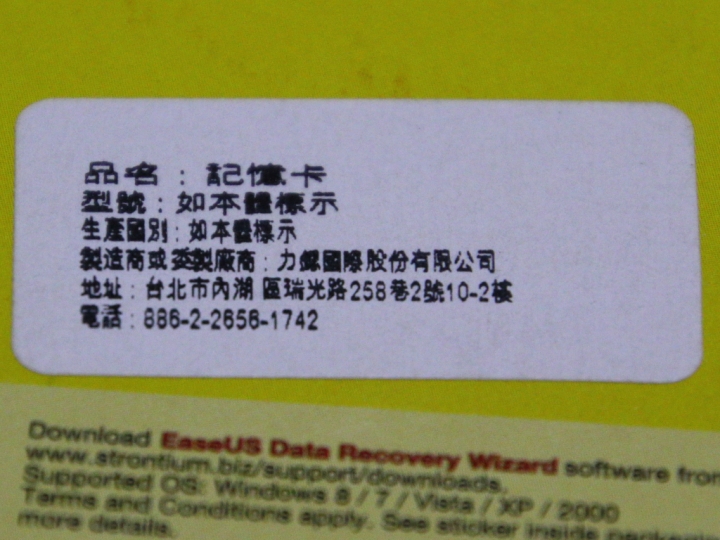 品名：記憶卡
型號：如本體標示
生產國別：如本體標示
製造商或委製廠商：力鍶國際股份有限公司
地址：台北市內湖區瑞光路258巷2號10-2樓
電話：886-2-2656-1742
Download EaseUS Data Recovery Wizard software from
www.strontium.biz/support/downloads.
Supported OS: Windows 8 / 7 / Vista / XP / 2000
Terms and Conditions apply. See sticker inside packaging
more details.